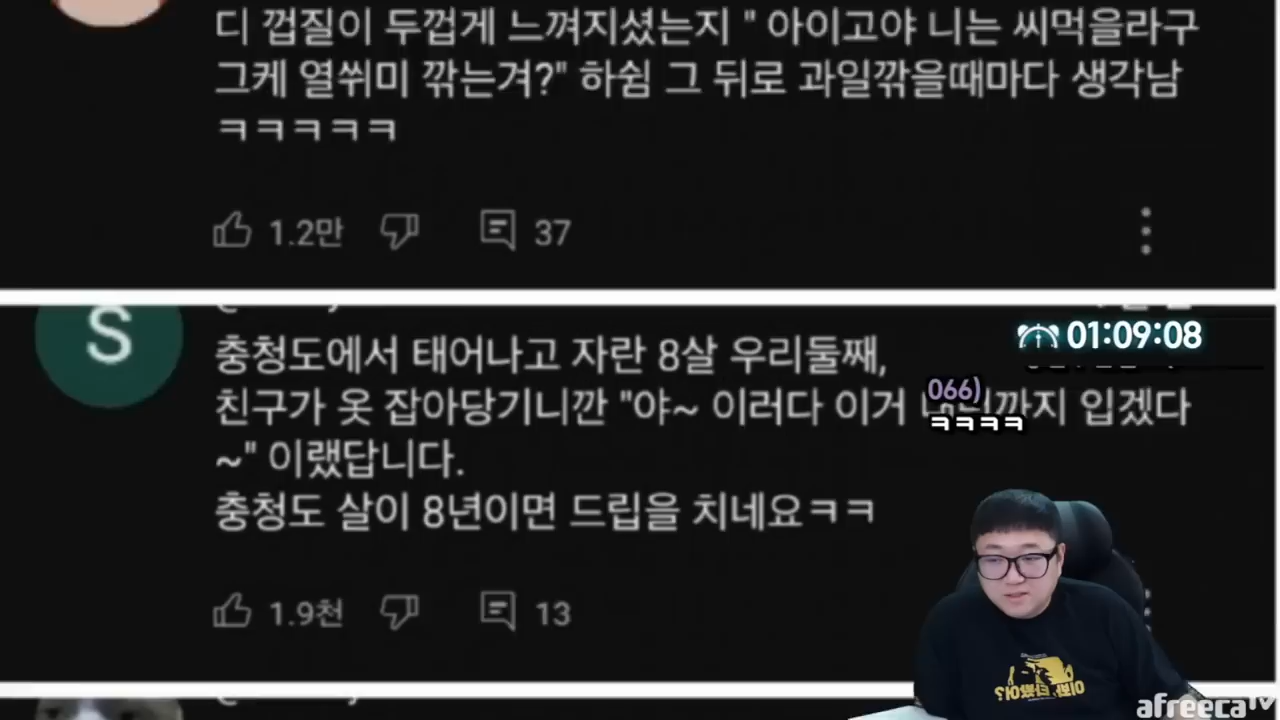 디 껍질이 두껍게 느껴지셨는지 " 아이고야 니는 씨먹을라구
그케 열쒸미 깎는겨?" 하쉼 그 뒤로 과일깎을때마다 생각남
ㅋㅋㅋㅋㅋ
1.2만 37
S
01:09:08
충청도에서 태어나고 자란 8살 우리둘째,
친구가 옷 잡아당기니깐 "야~ 이러다 이거 까지 입겠다
066)
ㅋㅋㅋㅋ
~" 이랬답니다.
충청도 살이 8년이면 드립을 치네요ㅋㅋ
1.9천 13
afreecaTV